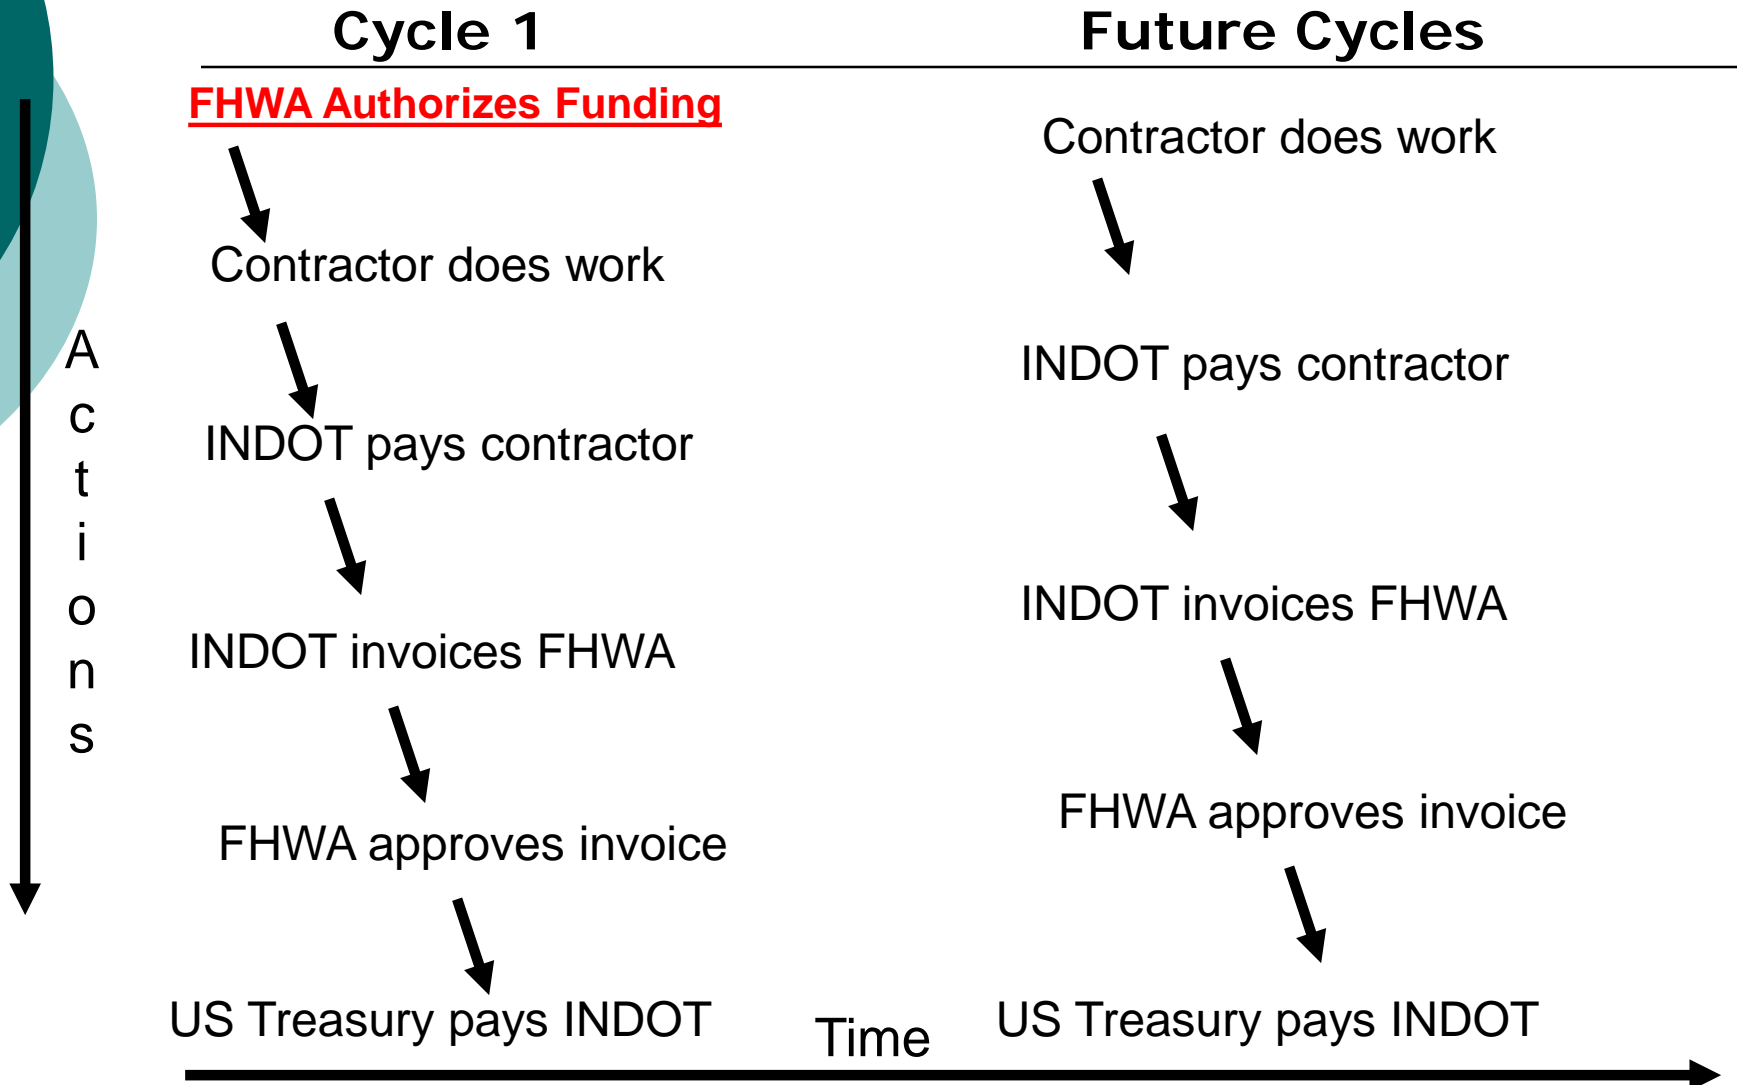 Cycle 1
Future Cycles
FHWA Authorizes Funding
Contractor does work
INDOT pays contractor
INDOT invoices FHWA
FHWA approves invoice
US Treasury pays INDOT
Contractor does work
INDOT pays contractor
INDOT invoices FHWA
FHWA approves invoice
US Treasury pays INDOT
Actions
Time